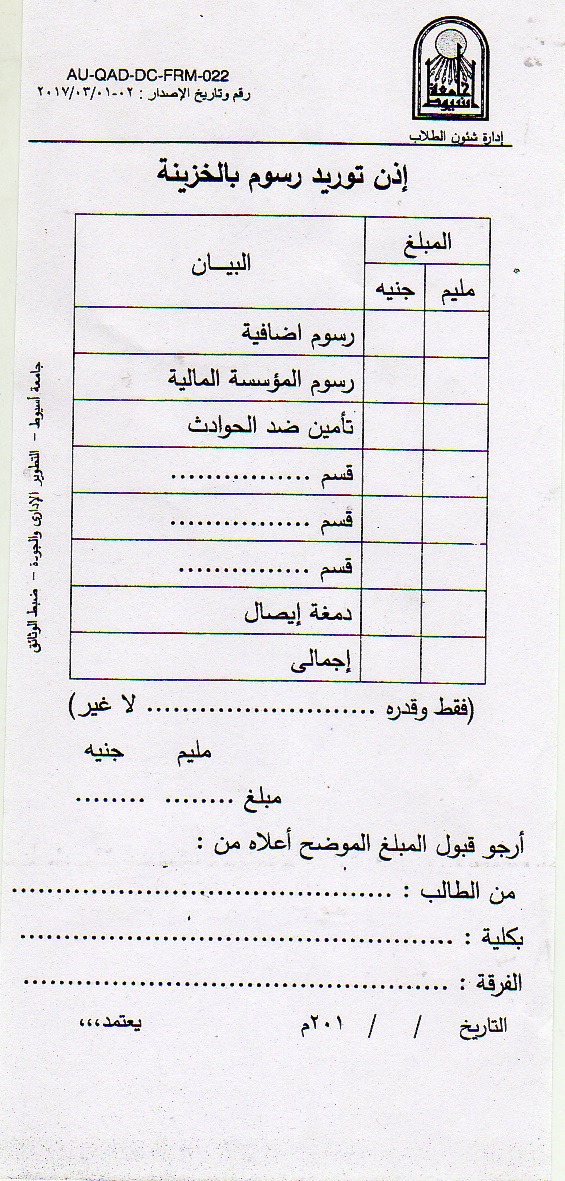 AU-QAD-DC-FRM-022
رقم وتاريخ الإصدار : ٠٢-٢٠١٧/٠٣/٠١
جامعة أسيوط
إدارة شئون الطلاب
إذن توريد رسوم بالخزينة
المبلغ
البيــان
مليم جنيه
رسوم اضافية
رسوم المؤسسة المالية
تأمين ضد الحوادث
قسم ................
قسم ................
قسم ...............
دمغة إيصال
إجمالى
(فقط وقدره .......................... لا غير)
مليم جنيه
مبلغ ........ ........
أرجو قبول المبلغ الموضح أعلاه من :
من الطالب : ...........................................
بكلية : .................................................
الفرقة : ................................................
التاريخ / / ٢٠١م يعتمد،،،
جامعة أسيوط - التطوير الإدارى والجودة - ضبط الوثائق